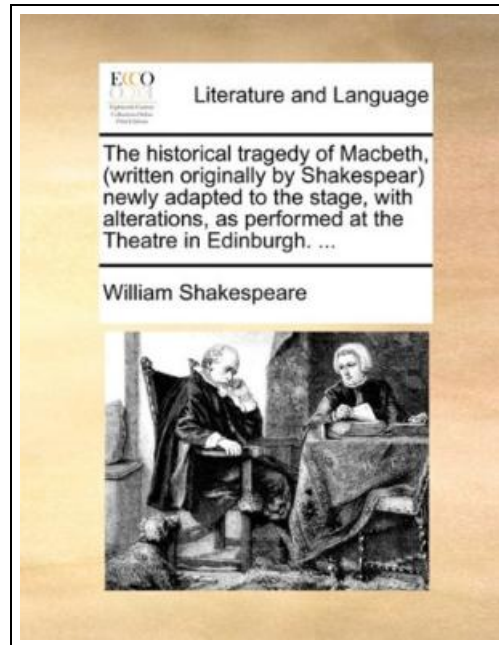 ECCO
Literature and Language
The historical tragedy of Macbeth,
(written originally by Shakespear)
newly adapted to the stage, with
alterations, as performed at the
Theatre in Edinburgh. ...
William Shakespeare